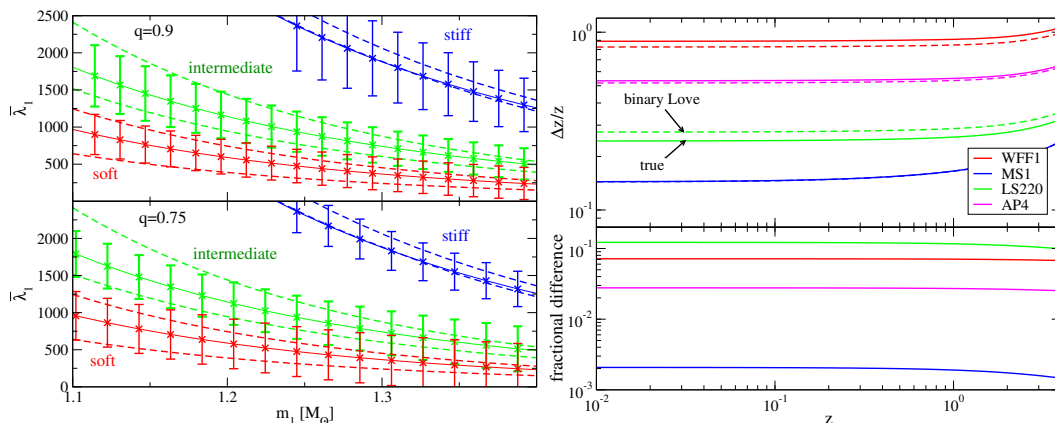 2500
2000
1500
1000
500
λ̄₁
q=0.9
intermediate
stiff
soft
2000
1500
1000
500
0
λ̄₁
q=0.75
intermediate
stiff
soft
1.1
1.2
1.3
m₁ [M⊙]
10⁰
10⁻¹
Δz/z
binary Love
true
WFF1
MS1
LS220
AP4
10⁻¹
10⁻²
10⁻³
fractional difference
10⁻²
10⁻¹
10⁰
z